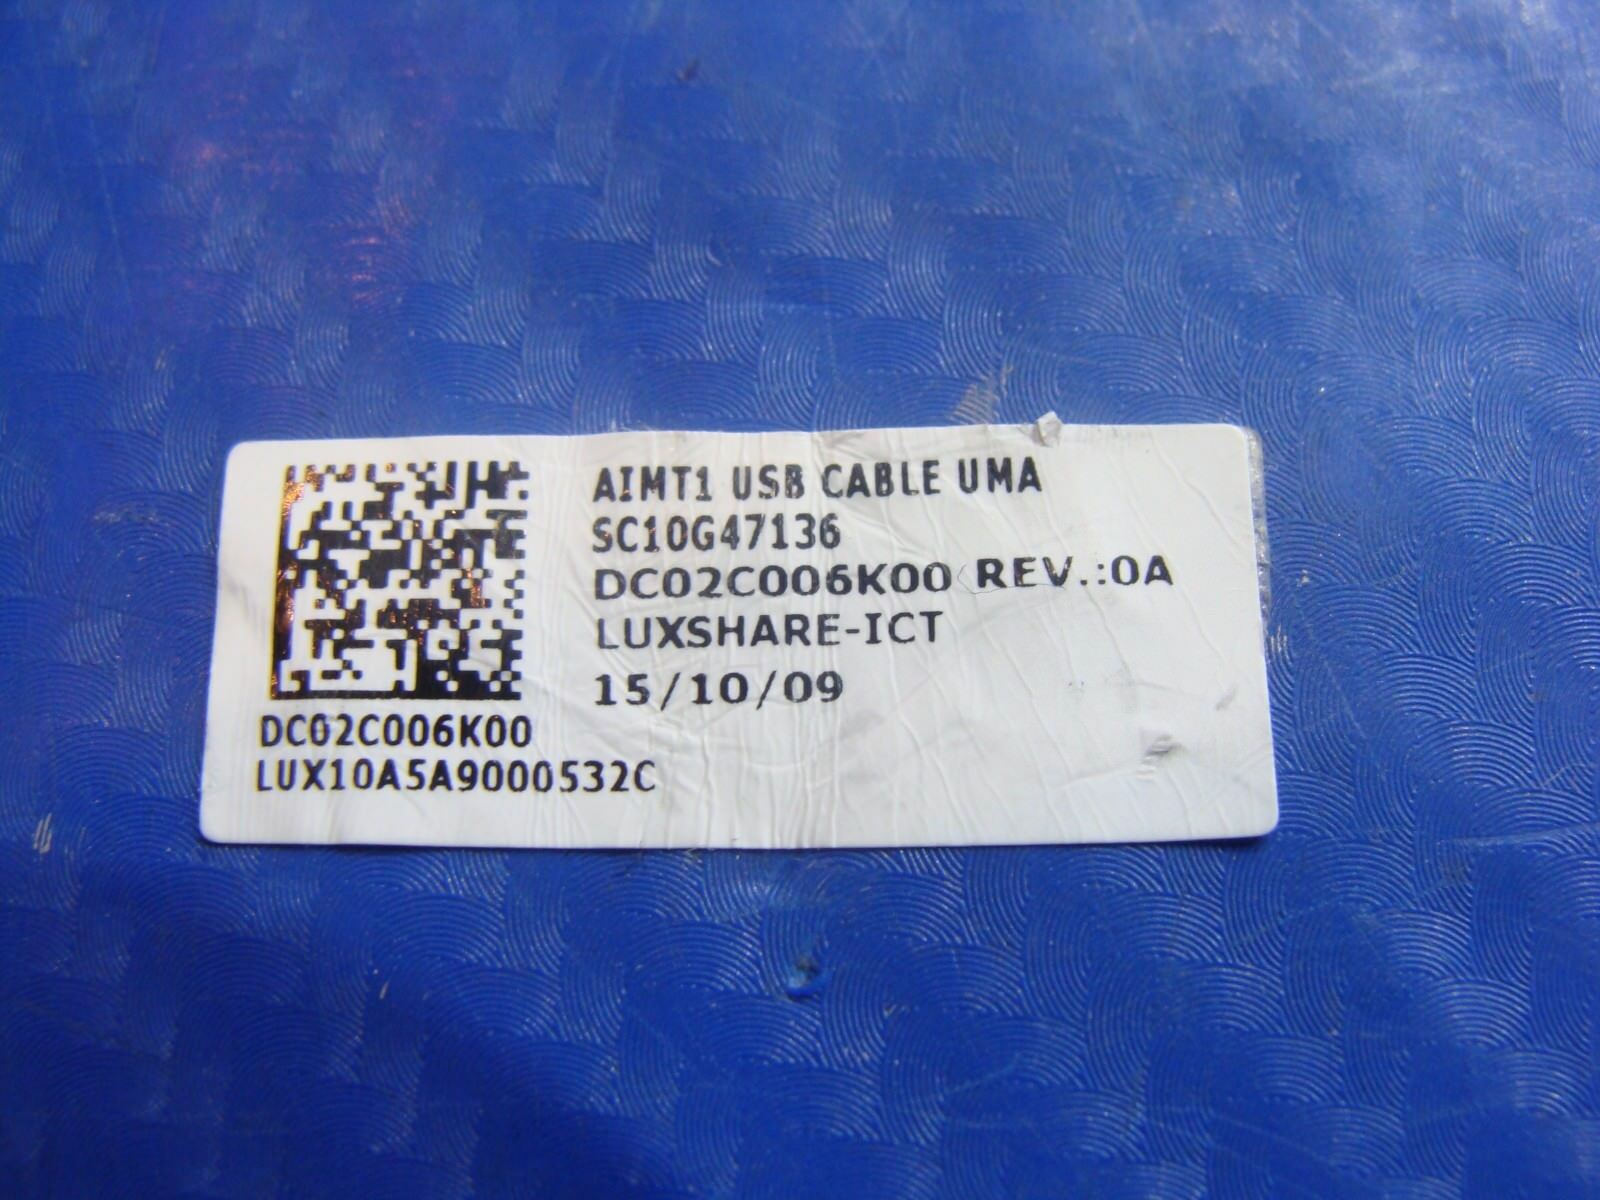 AIMT1 USB CABLE UMA
SC10G47136
DC02C006K00 REV.:0A
LUXSHARE-ICT
15/10/09
DC02C006K00
LUX10A5A9000532C